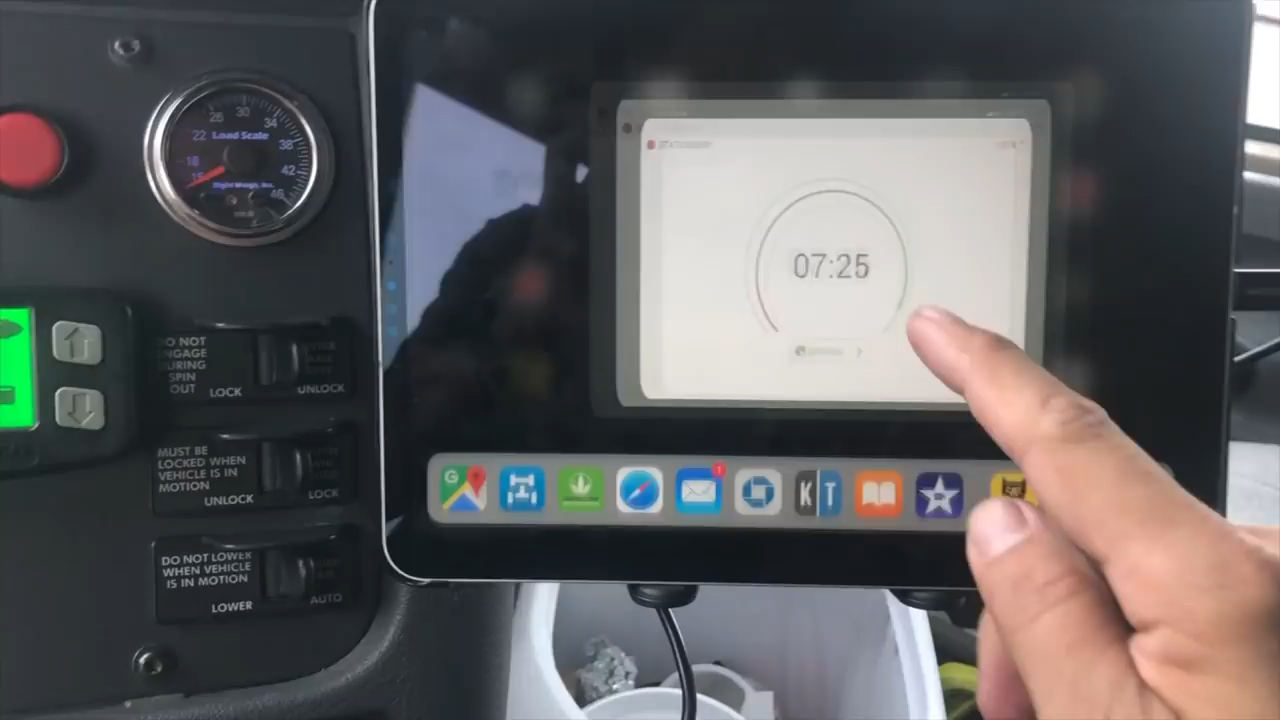 26
30
34
22
Load Scale
38
18
42
15
Right Weigh, Inc.
46
07:25
DO NOT
ENGAGE
DURING
SPIN
OUT
LOCK
UNLOCK
MUST BE
LOCKED WHEN
VEHICLE IS IN
MOTION
UNLOCK
LOCK
DO NOT LOWER
WHEN VEHICLE
IS IN MOTION
LOWER
AUTO
G
1
K T